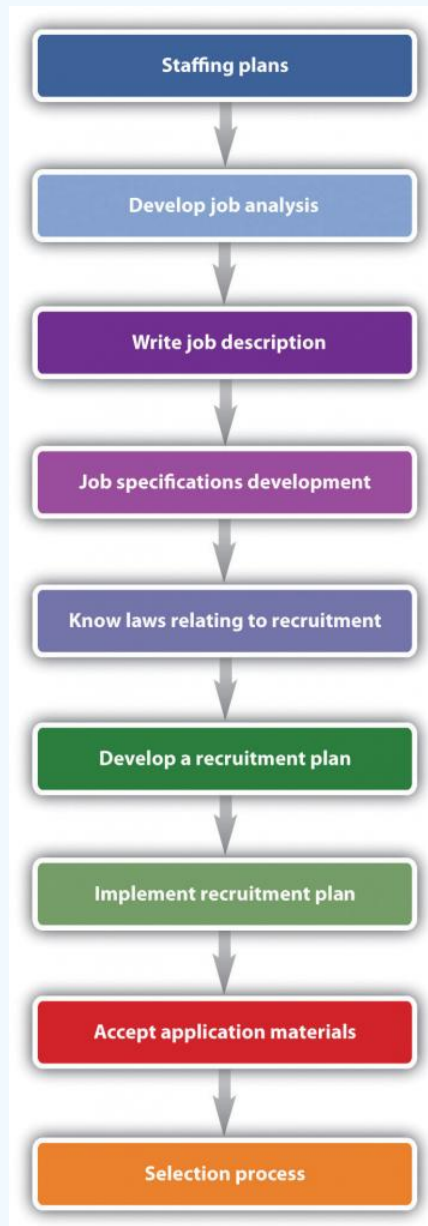 Staffing plans
Develop job analysis
Write job description
Job specifications development
Know laws relating to recruitment
Develop a recruitment plan
Implement recruitment plan
Accept application materials
Selection process